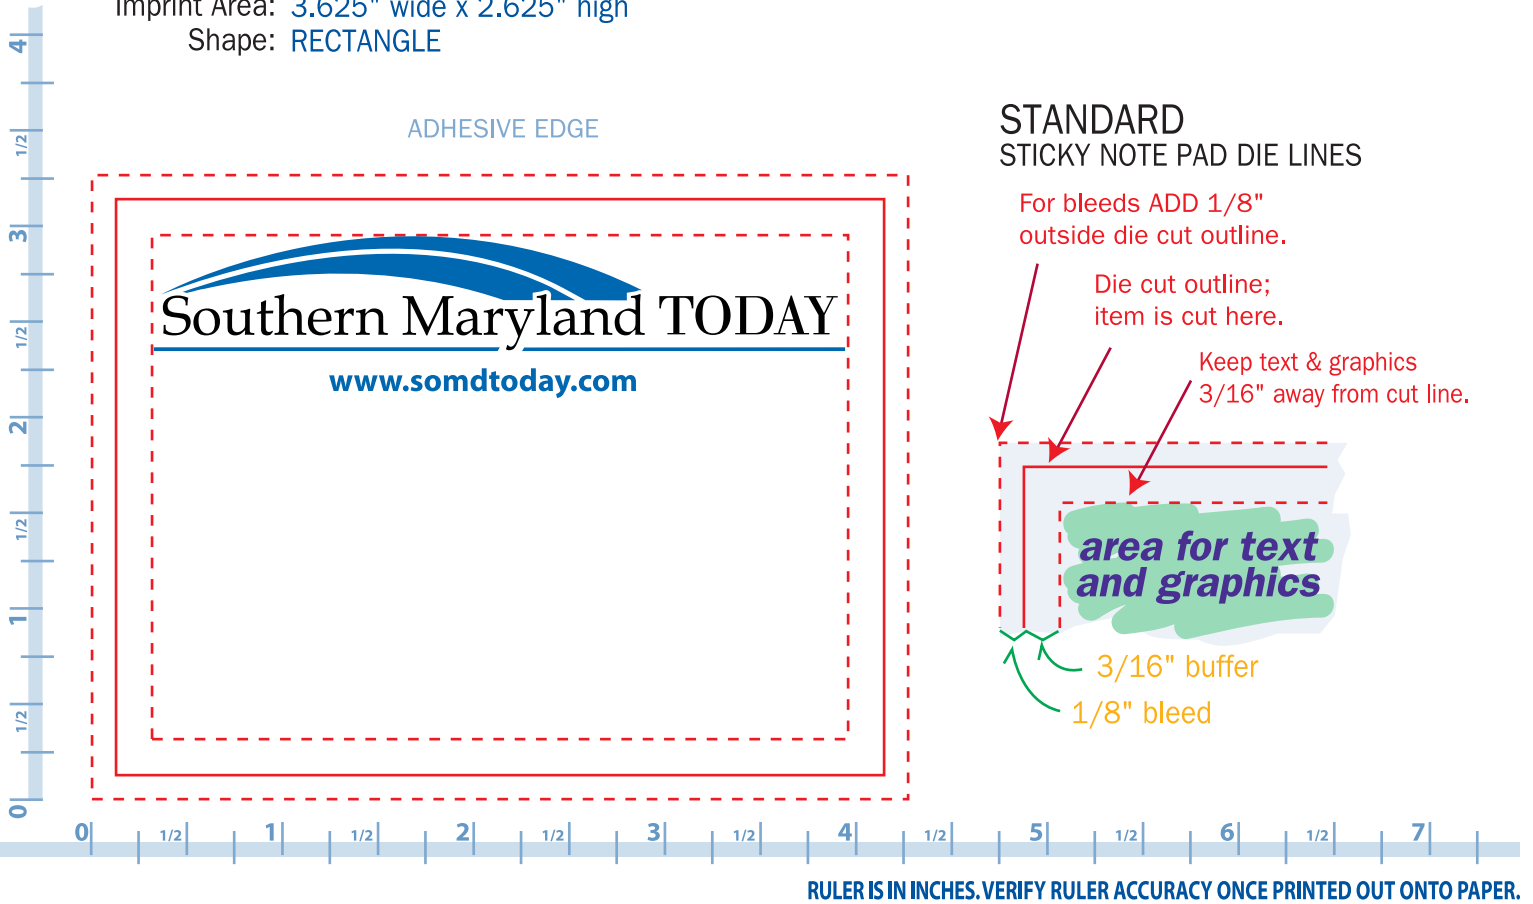 Imprint Area: 3.625" wide x 2.625" high
Shape: RECTANGLE
ADHESIVE EDGE
Southern Maryland TODAY
www.somdtoday.com
STANDARD
STICKY NOTE PAD DIE LINES
For bleeds ADD 1/8"
outside die cut outline.
Die cut outline;
item is cut here.
Keep text & graphics
3/16" away from cut line.
area for text
and graphics
3/16" buffer
1/8" bleed
4
1/2
3
1/2
2
1/2
1
1/2
0
0 1/2 1 1/2 2 1/2 3 1/2 4 1/2 5 1/2 6 1/2 7
RULER IS IN INCHES. VERIFY RULER ACCURACY ONCE PRINTED OUT ONTO PAPER.